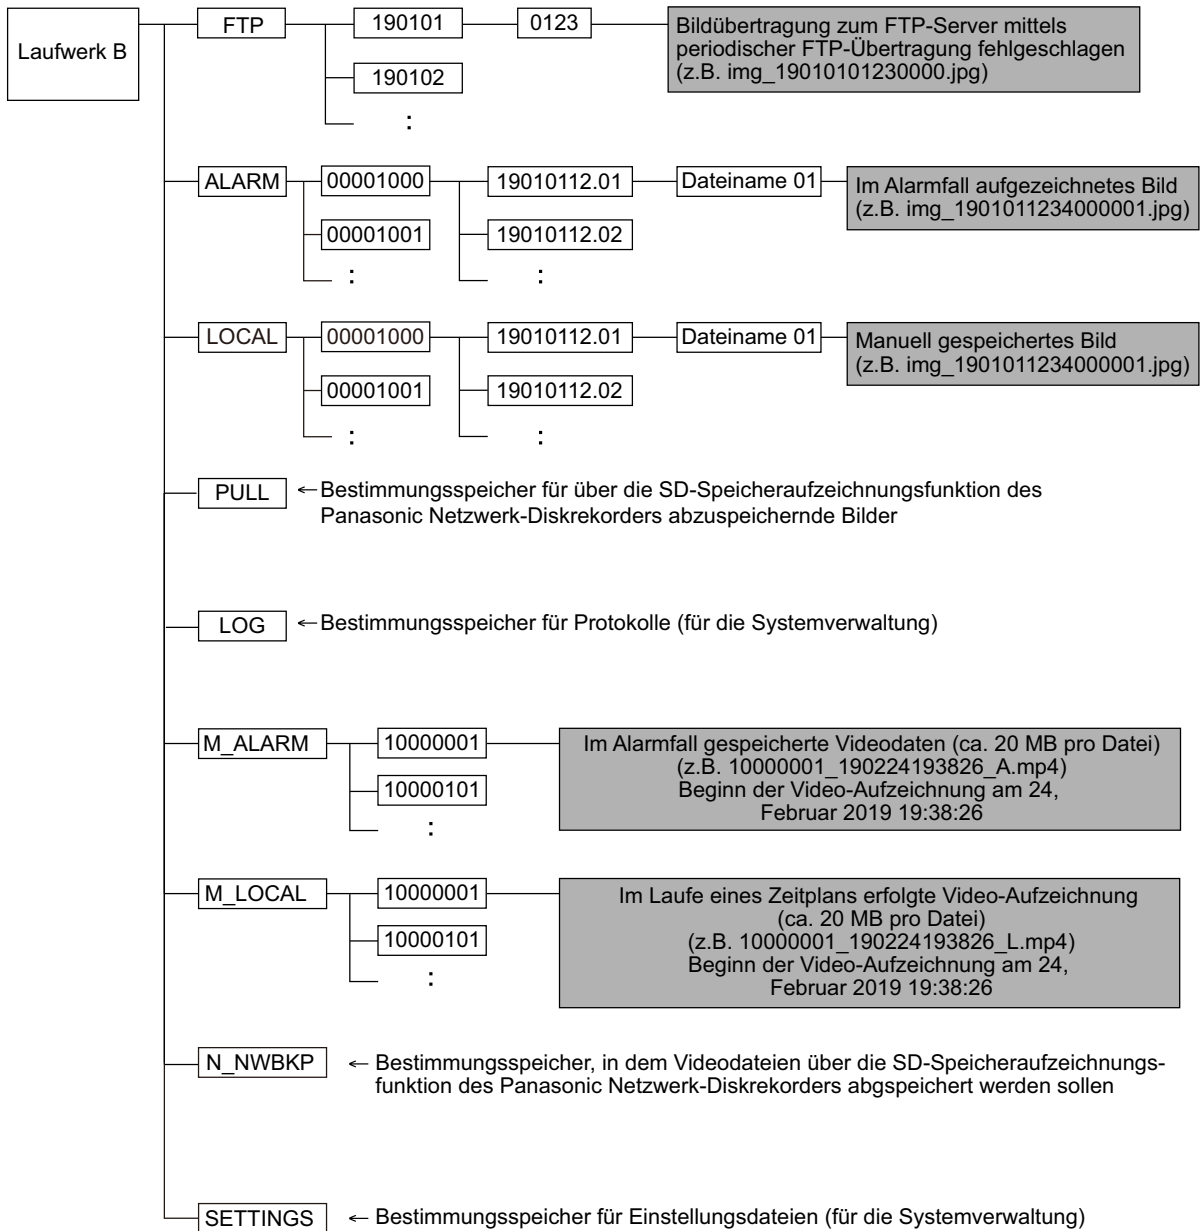 Laufwerk B
FTP
190101
0123
Bildübertragung zum FTP-Server mittels
periodischer FTP-Übertragung fehlgeschlagen
(z.B. img_19010101230000.jpg)
190102
:
ALARM
00001000
19010112.01
Dateiname 01
Im Alarmfall aufgezeichnetes Bild
(z.B. img_1901011234000001.jpg)
00001001
19010112.02
:
:
LOCAL
00001000
19010112.01
Dateiname 01
Manuell gespeichertes Bild
(z.B. img_1901011234000001.jpg)
00001001
19010112.02
:
:
PULL
← Bestimmungsspeicher für über die SD-Speicheraufzeichnungsfunktion des
Panasonic Netzwerk-Diskrekorders abzuspeichernde Bilder
LOG
← Bestimmungsspeicher für Protokolle (für die Systemverwaltung)
M_ALARM
10000001
Im Alarmfall gespeicherte Videodaten (ca. 20 MB pro Datei)
(z.B. 10000001_190224193826_A.mp4)
Beginn der Video-Aufzeichnung am 24,
Februar 2019 19:38:26
10000101
:
M_LOCAL
10000001
Im Laufe eines Zeitplans erfolgte Video-Aufzeichnung
(ca. 20 MB pro Datei)
(z.B. 10000001_190224193826_L.mp4)
Beginn der Video-Aufzeichnung am 24,
Februar 2019 19:38:26
10000101
:
N_NWBKP
← Bestimmungsspeicher, in dem Videodateien über die SD-Speicheraufzeichnungs-
funktion des Panasonic Netzwerk-Diskrekorders abgspeichert werden sollen
SETTINGS
← Bestimmungsspeicher für Einstellungsdateien (für die Systemverwaltung)